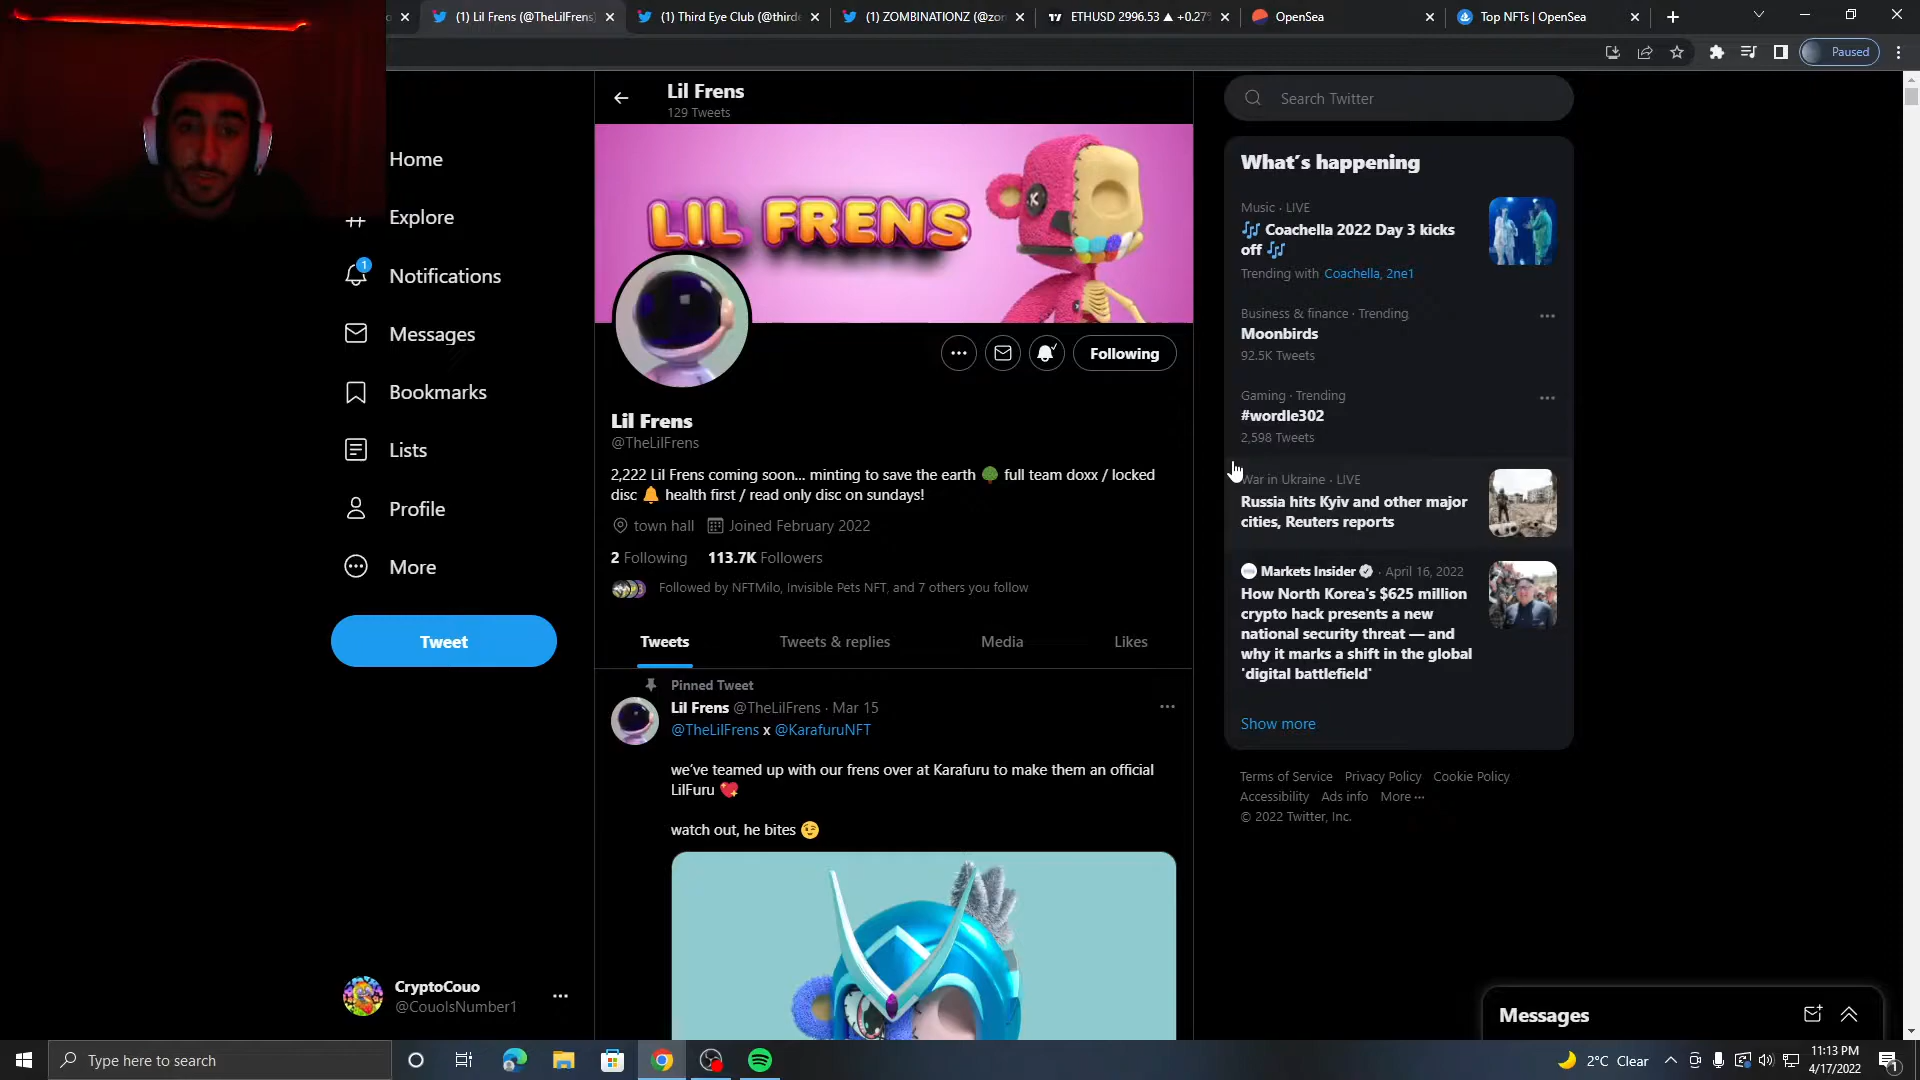 (1) Lil Frens (@TheLilFrens)
(1) Third Eye Club (@thirde
(1) ZOMBINATIONZ (@zon
ETHUSD 2996.53 ▲ +0.27%
OpenSea
Top NFTs | OpenSea
Paused
Lil Frens
129 Tweets
LIL FRENS
Search Twitter
Home
Explore
Notifications
1
Messages
Bookmarks
Lists
Profile
More
Tweet
CryptoCouo
@CouoIsNumber1
Following
Lil Frens
@TheLilFrens
2,222 Lil Frens coming soon... minting to save the earth 🌳 full team doxx / locked
disc 🔔 health first / read only disc on sundays!
town hall Joined February 2022
2 Following 113.7K Followers
Followed by NFTMilo, Invisible Pets NFT, and 7 others you follow
Tweets Tweets & replies Media Likes
Pinned Tweet
Lil Frens @TheLilFrens · Mar 15
@TheLilFrens x @KarafuruNFT
we've teamed up with our frens over at Karafuru to make them an official
LilFuru 💖
watch out, he bites 😉
What's happening
Music · LIVE
🎶 Coachella 2022 Day 3 kicks
off 🎶
Trending with Coachella, 2ne1
Business & finance · Trending
Moonbirds
92.5K Tweets
Gaming · Trending
#wordle302
2,598 Tweets
War in Ukraine · LIVE
Russia hits Kyiv and other major
cities, Reuters reports
Markets Insider · April 16, 2022
How North Korea's $625 million
crypto hack presents a new
national security threat — and
why it marks a shift in the global
'digital battlefield'
Show more
Terms of Service Privacy Policy Cookie Policy
Accessibility Ads info More ···
© 2022 Twitter, Inc.
Messages
Type here to search
2°C Clear
11:13 PM
4/17/2022
1